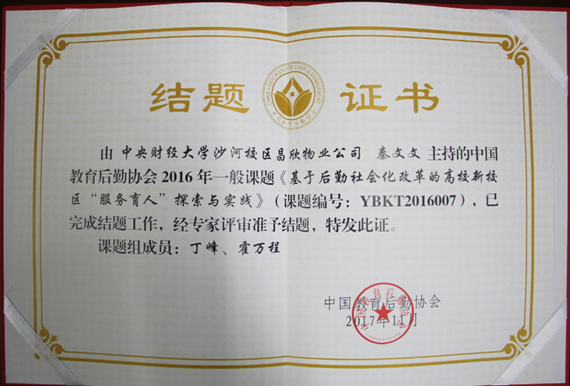 结题证书
由 中央财经大学沙河校区昌欣物业公司 秦文文 主持的中国
教育后勤协会 2016 年一般课题《基于后勤社会化改革的高校新校
区“服务育人”探索与实践》（课题编号：YBKT2016007），已
完成结题工作，经专家评审准予结题，特发此证。
课题组成员：丁峰、霍万程
中国教育后勤协会
2017年11月